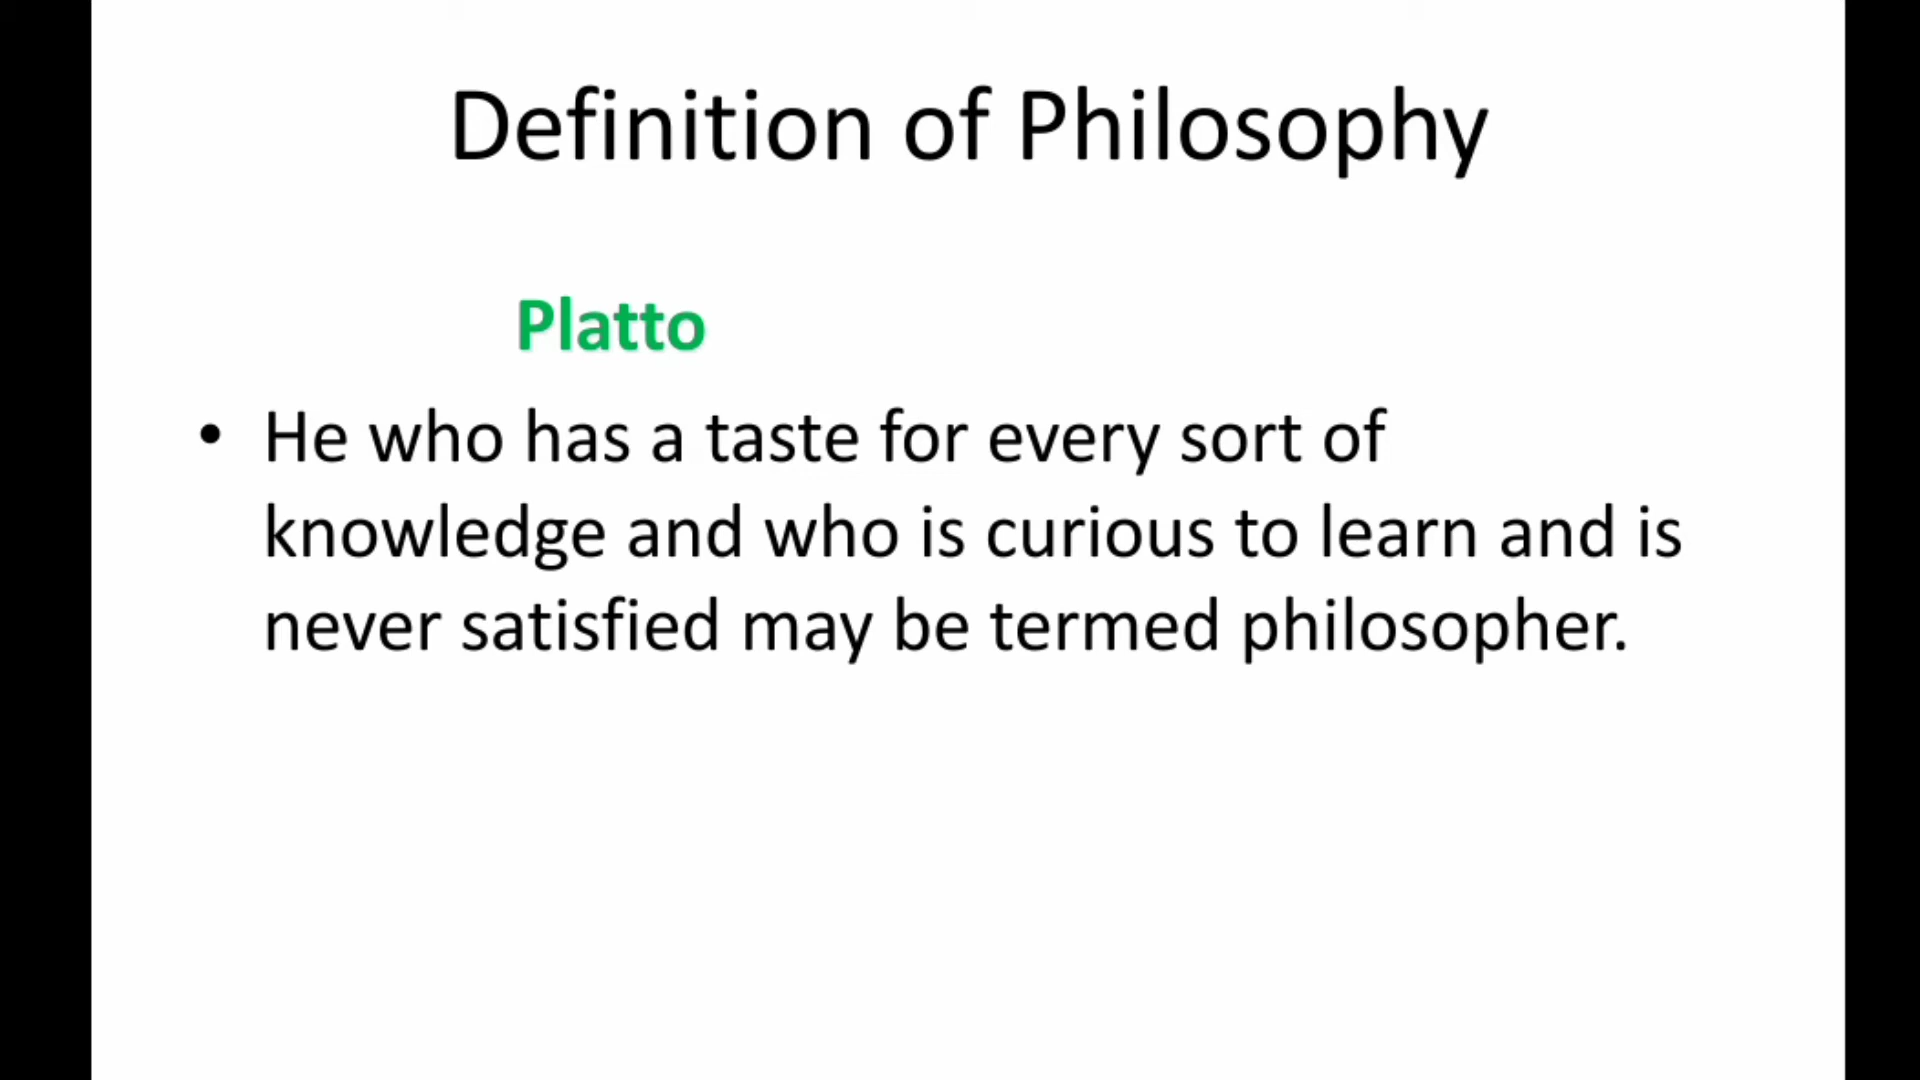 Definition of Philosophy
Platto
• He who has a taste for every sort of
knowledge and who is curious to learn and is
never satisfied may be termed philosopher.